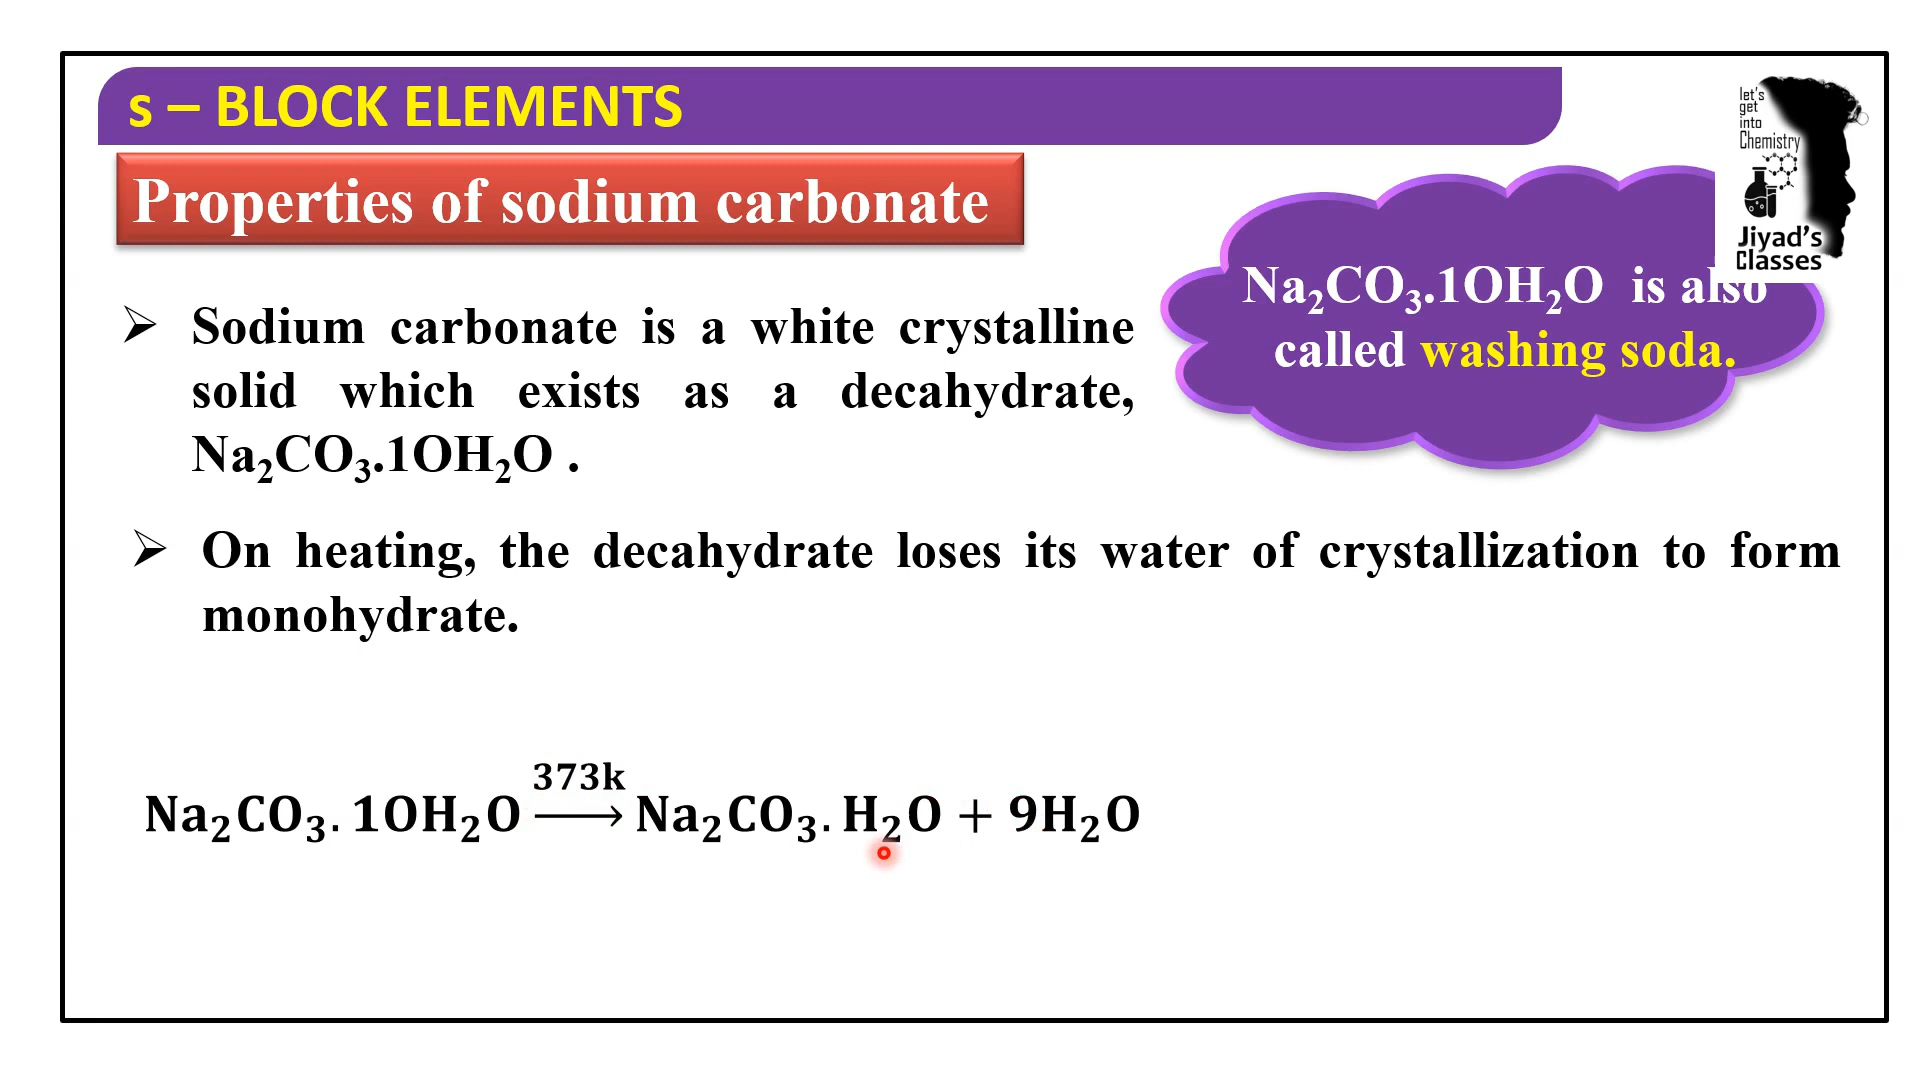 s – BLOCK ELEMENTS
let's
get
into
Chemistry
Jiyad's
Classes
Properties of sodium carbonate
Na₂CO₃.1OH₂O is also
called washing soda.
➢ Sodium carbonate is a white crystalline
solid which exists as a decahydrate,
Na₂CO₃.1OH₂O .
➢ On heating, the decahydrate loses its water of crystallization to form
monohydrate.
373k
Na₂CO₃. 1OH₂O ⟶ Na₂CO₃. H₂O + 9H₂O